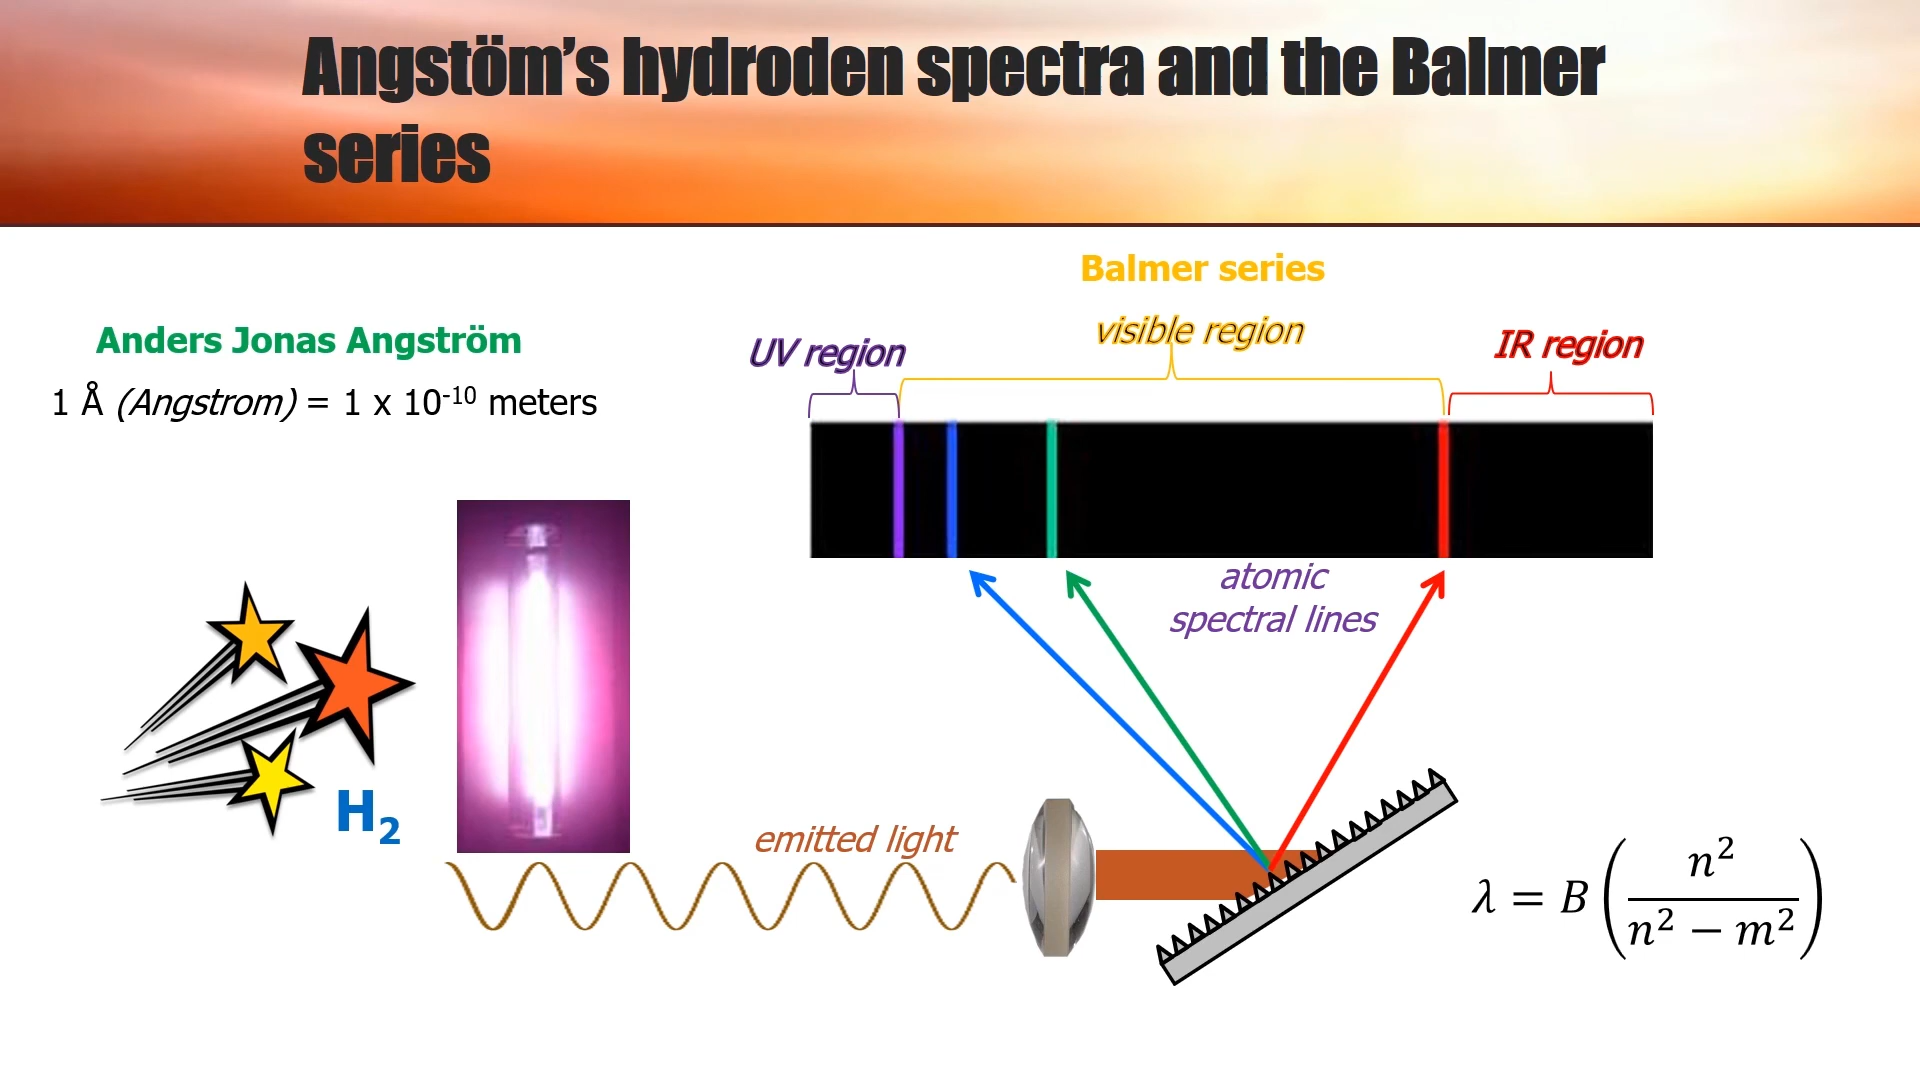 Angstöm’s hydroden spectra and the Balmer
series
Balmer series
visible region
UV region
IR region
Anders Jonas Angström
1 Å (Angstrom) = 1 x 10⁻¹⁰ meters
atomic
spectral lines
H₂
emitted light
λ = B (n² / (n² − m²))